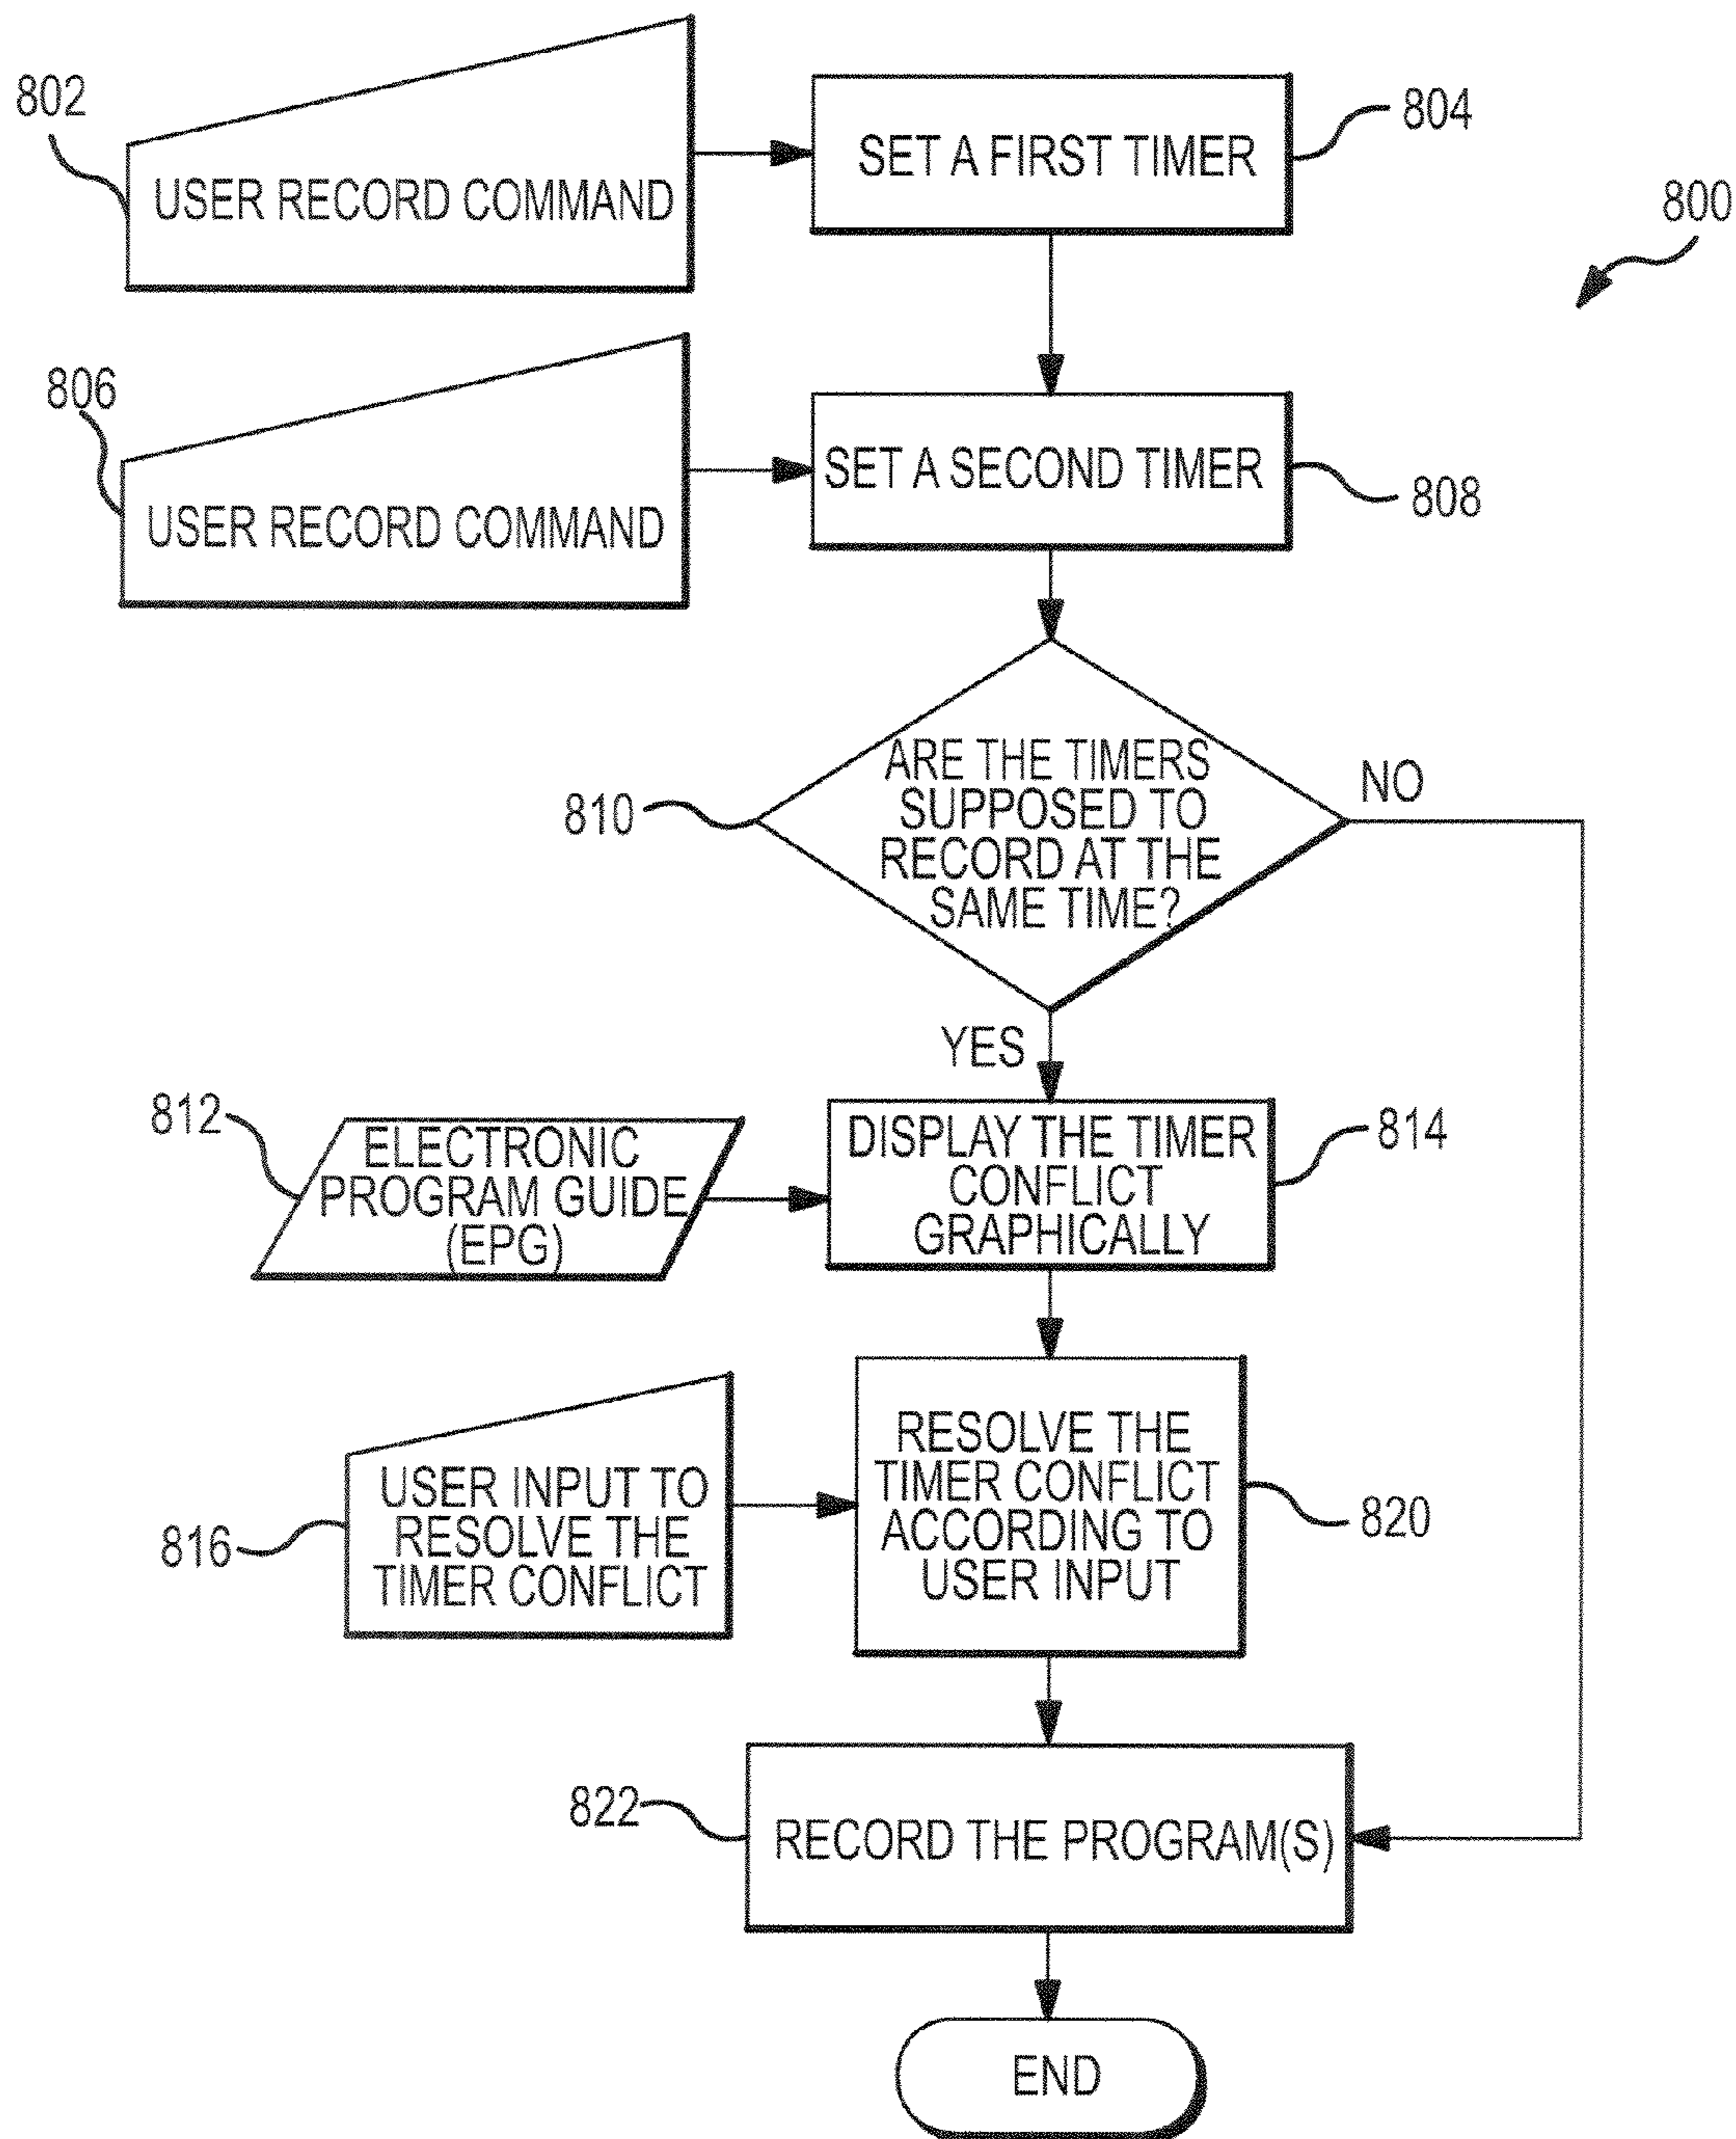 802
USER RECORD COMMAND
SET A FIRST TIMER
804
800
806
USER RECORD COMMAND
SET A SECOND TIMER
808
810
ARE THE TIMERS
SUPPOSED TO
RECORD AT THE
SAME TIME?
NO
YES
812
ELECTRONIC
PROGRAM GUIDE
(EPG)
DISPLAY THE TIMER
CONFLICT
GRAPHICALLY
814
816
USER INPUT TO
RESOLVE THE
TIMER CONFLICT
RESOLVE THE
TIMER CONFLICT
ACCORDING TO
USER INPUT
820
822
RECORD THE PROGRAM(S)
END